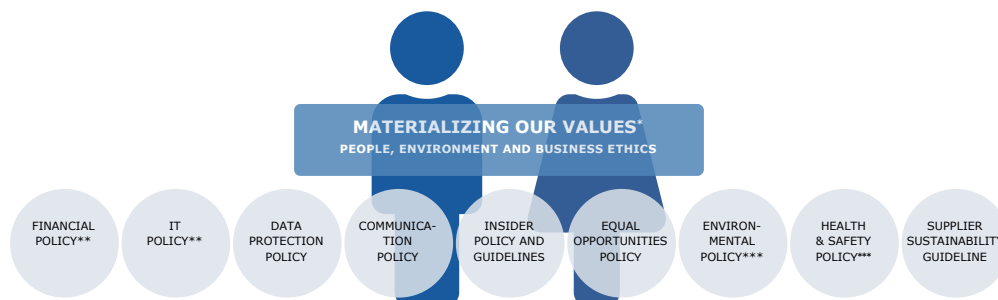 MATERIALIZING OUR VALUES*
PEOPLE, ENVIRONMENT AND BUSINESS ETHICS
FINANCIAL
POLICY**
IT
POLICY**
DATA
PROTECTION
POLICY
COMMUNICA-
TION
POLICY
INSIDER
POLICY AND
GUIDELINES
EQUAL
OPPORTUNITIES
POLICY
ENVIRON-
MENTAL
POLICY***
HEALTH
& SAFETY
POLICY***
SUPPLIER
SUSTAINABILITY
GUIDELINE